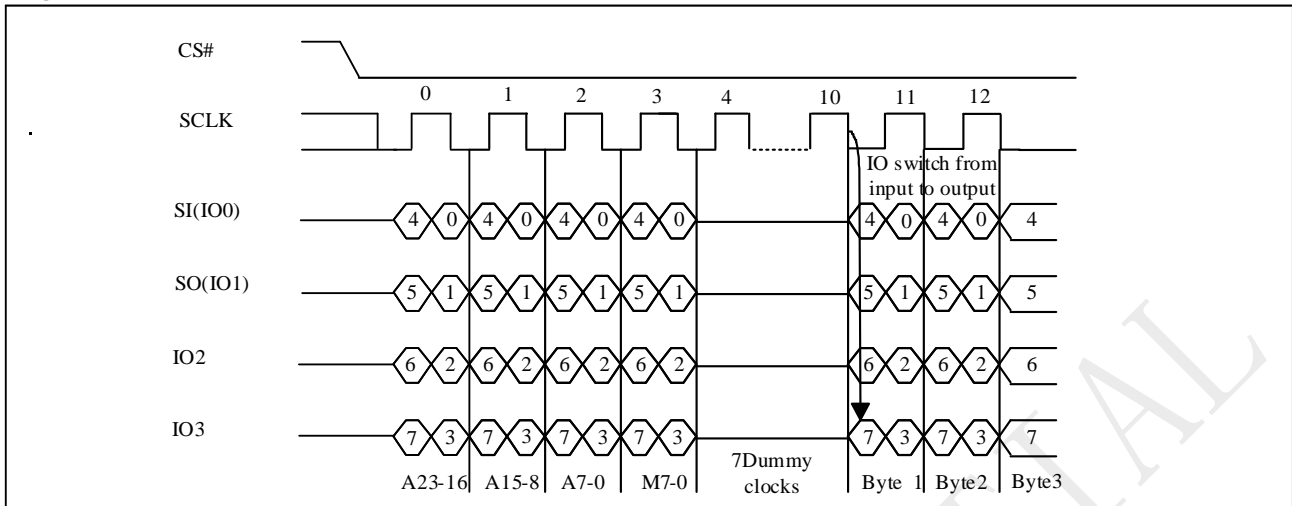 CS#
0 1 2 3 4 10 11 12
SCLK
IO switch from
input to output
SI(IO0) 4 0 4 0 4 0 4 0 4 0 4 0 4
SO(IO1) 5 1 5 1 5 1 5 1 5 1 5 1 5
IO2 6 2 6 2 6 2 6 2 6 2 6 2 6
IO3 7 3 7 3 7 3 7 3 7 3 7 3 7
A23-16 A15-8 A7-0 M7-0 7Dummy
clocks Byte 1 Byte2 Byte3